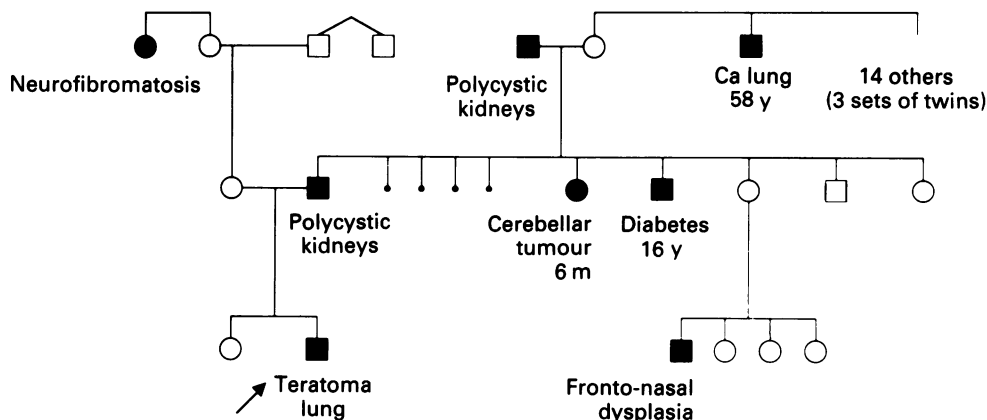 Neurofibromatosis
Polycystic
kidneys
Ca lung
58 y
14 others
(3 sets of twins)
Polycystic
kidneys
Cerebellar
tumour
6 m
Diabetes
16 y
Teratoma
lung
Fronto-nasal
dysplasia